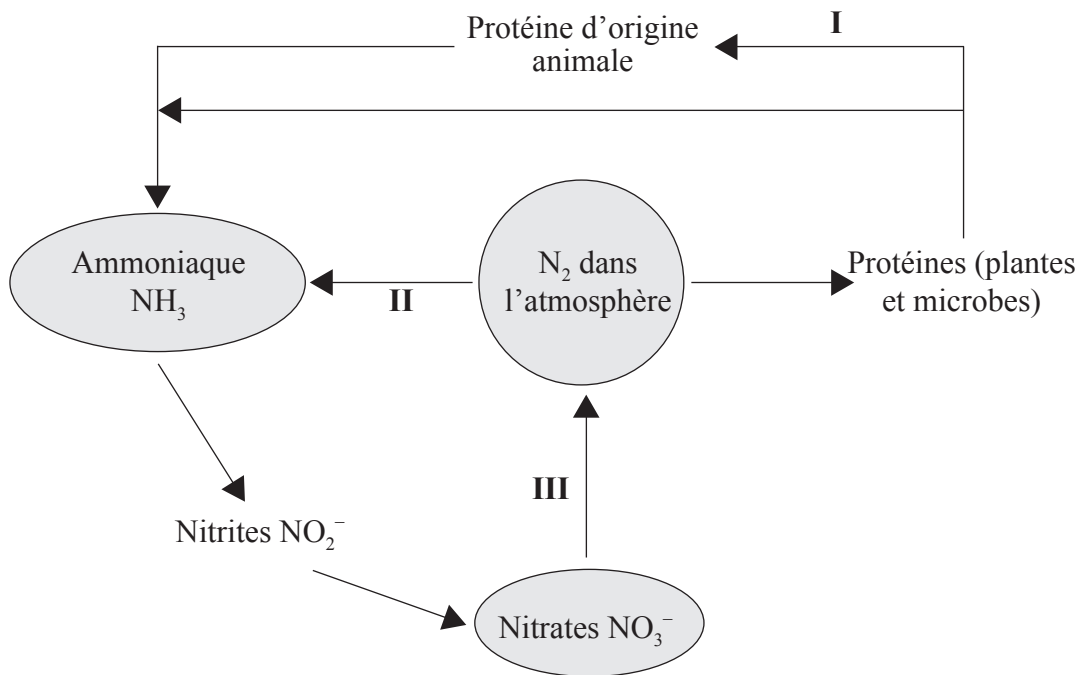 Protéine d’origine
animale
I
Ammoniaque
NH₃
II
N₂ dans
l’atmosphère
Protéines (plantes
et microbes)
III
Nitrites NO₂⁻
Nitrates NO₃⁻